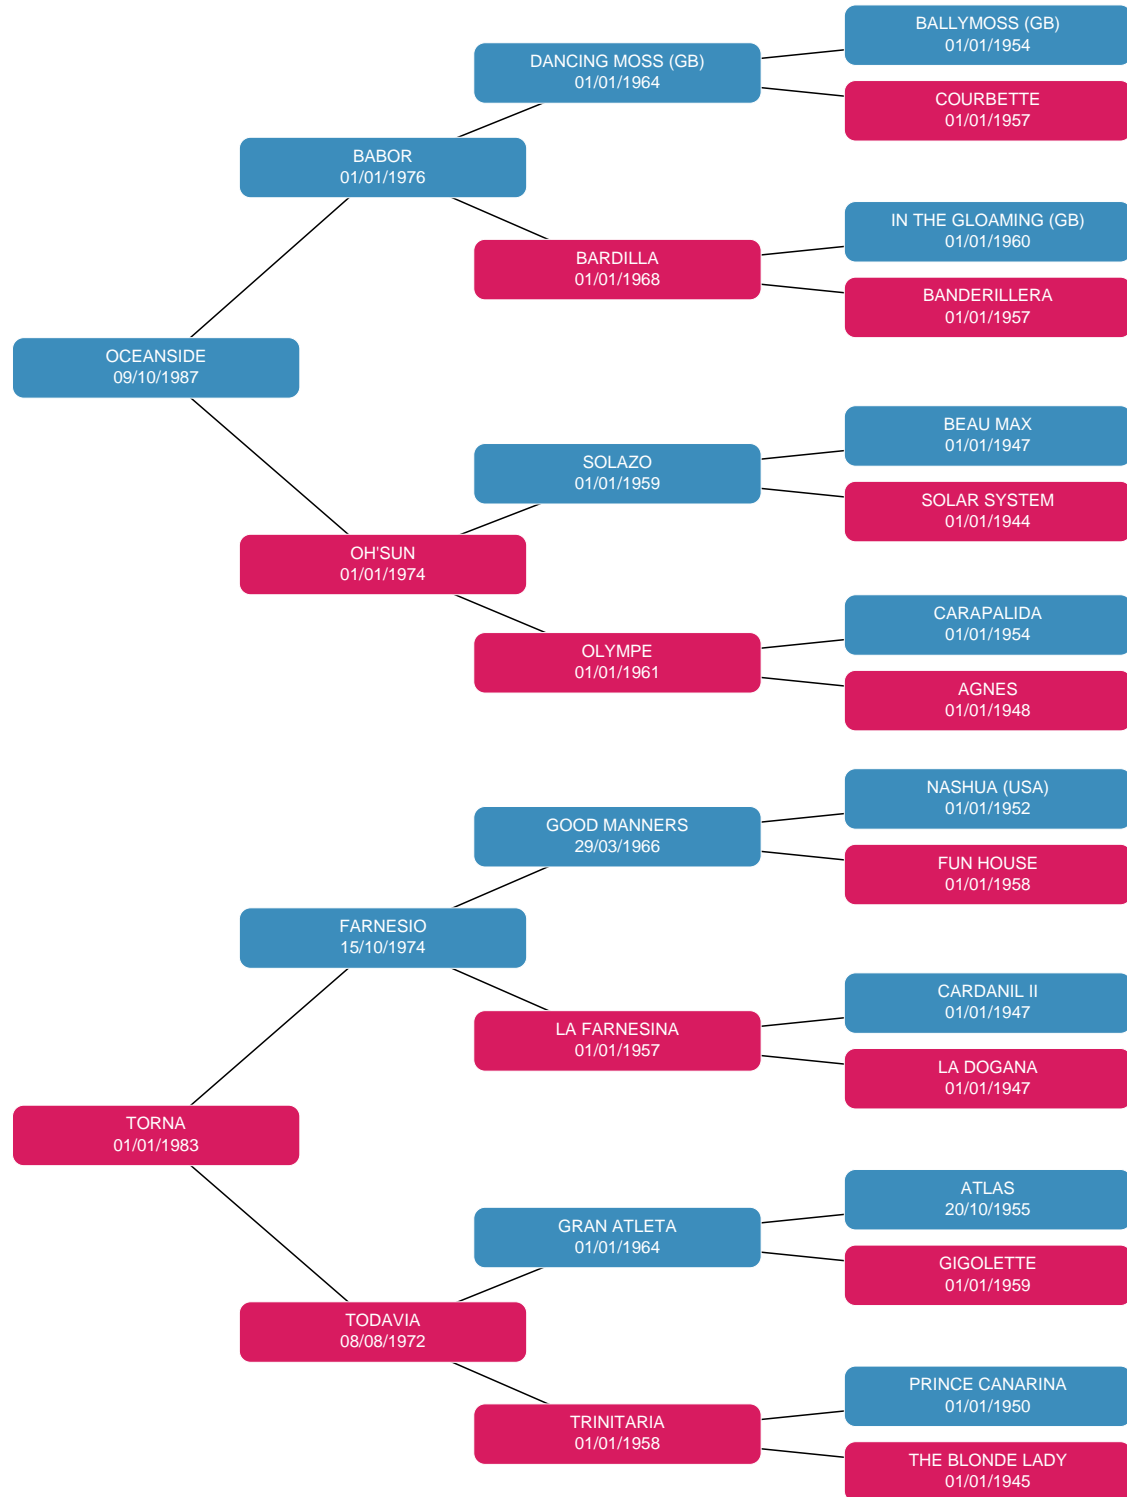 BALLYMOSS (GB)
01/01/1954
DANCING MOSS (GB)
01/01/1964
COURBETTE
01/01/1957
BABOR
01/01/1976
IN THE GLOAMING (GB)
01/01/1960
BARDILLA
01/01/1968
BANDERILLERA
01/01/1957
OCEANSIDE
09/10/1987
BEAU MAX
01/01/1947
SOLAZO
01/01/1959
SOLAR SYSTEM
01/01/1944
OH'SUN
01/01/1974
CARAPALIDA
01/01/1954
OLYMPE
01/01/1961
AGNES
01/01/1948
NASHUA (USA)
01/01/1952
GOOD MANNERS
29/03/1966
FUN HOUSE
01/01/1958
FARNESIO
15/10/1974
CARDANIL II
01/01/1947
LA FARNESINA
01/01/1957
LA DOGANA
01/01/1947
TORNA
01/01/1983
ATLAS
20/10/1955
GRAN ATLETA
01/01/1964
GIGOLETTE
01/01/1959
TODAVIA
08/08/1972
PRINCE CANARINA
01/01/1950
TRINITARIA
01/01/1958
THE BLONDE LADY
01/01/1945